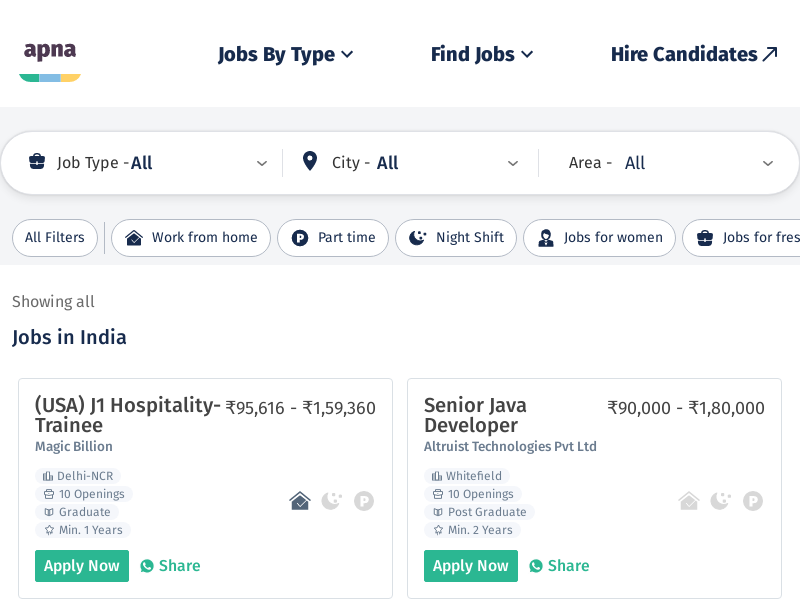 apna
Jobs By Type
Find Jobs
Hire Candidates
Job Type - All
City - All
Area - All
All Filters
Work from home
Part time
Night Shift
Jobs for women
Jobs for fres
Showing all
Jobs in India
(USA) J1 Hospitality-
Trainee
₹95,616 - ₹1,59,360
Magic Billion
Delhi-NCR
10 Openings
Graduate
Min. 1 Years
Apply Now
Share
Senior Java
Developer
₹90,000 - ₹1,80,000
Altruist Technologies Pvt Ltd
Whitefield
10 Openings
Post Graduate
Min. 2 Years
Apply Now
Share